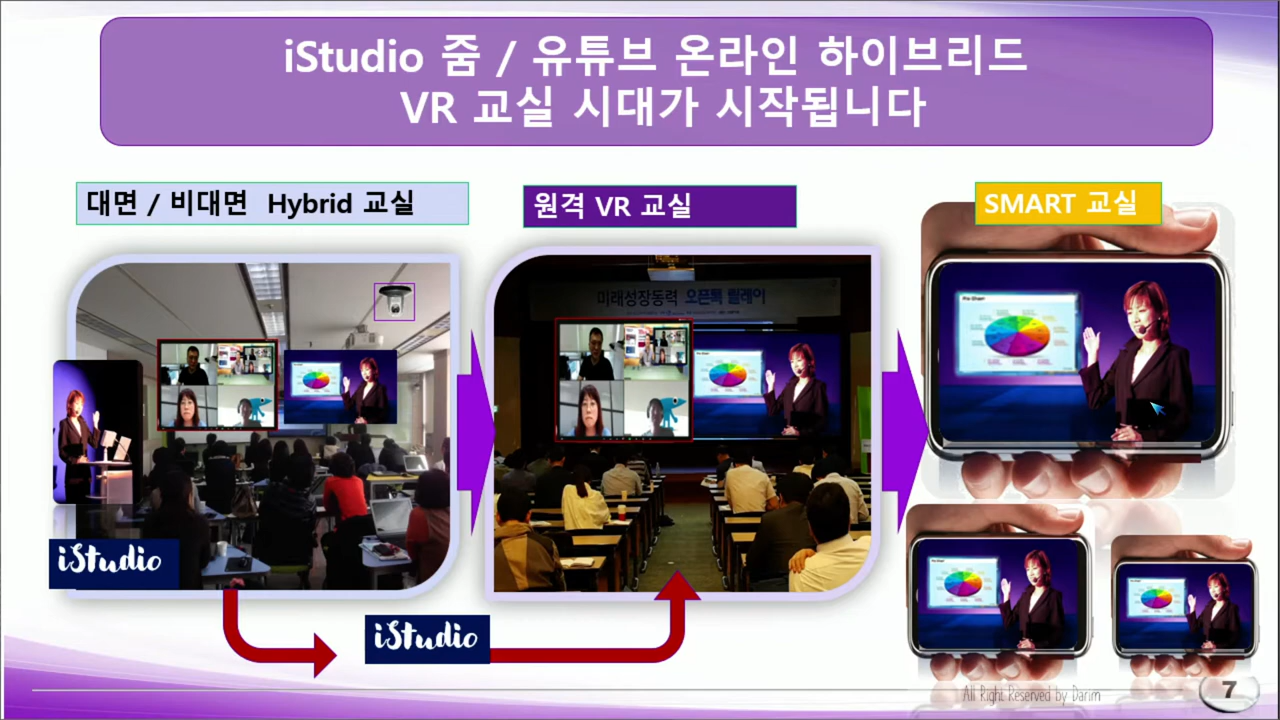 iStudio 줌 / 유튜브 온라인 하이브리드
VR 교실 시대가 시작됩니다
대면 / 비대면 Hybrid 교실
원격 VR 교실
SMART 교실
미래성장동력 오픈톡 릴레이
iStudio
iStudio
All Right Reserved by Darim
7